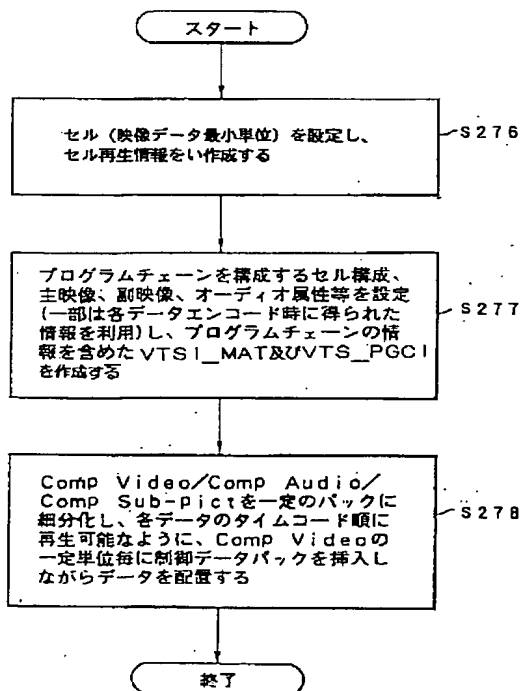 スタート
セル（映像データ最小単位）を設定し、
セル再生情報をい作成する
S276
プログラムチェーンを構成するセル構成、
主映像、副映像、オーディオ属性等を設定
(一部は各データエンコード時に得られた
情報を利用)し、プログラムチェーンの情
報を含めたVTSI_MAT及びVTS_PGCI
を作成する
S277
Comp Video/Comp Audio/
Comp Sub-pictを一定のパックに
細分化し、各データのタイムコード順に
再生可能なように、Comp Videoの
一定単位毎に制御データパックを挿入し
ながらデータを配置する
S278
終了